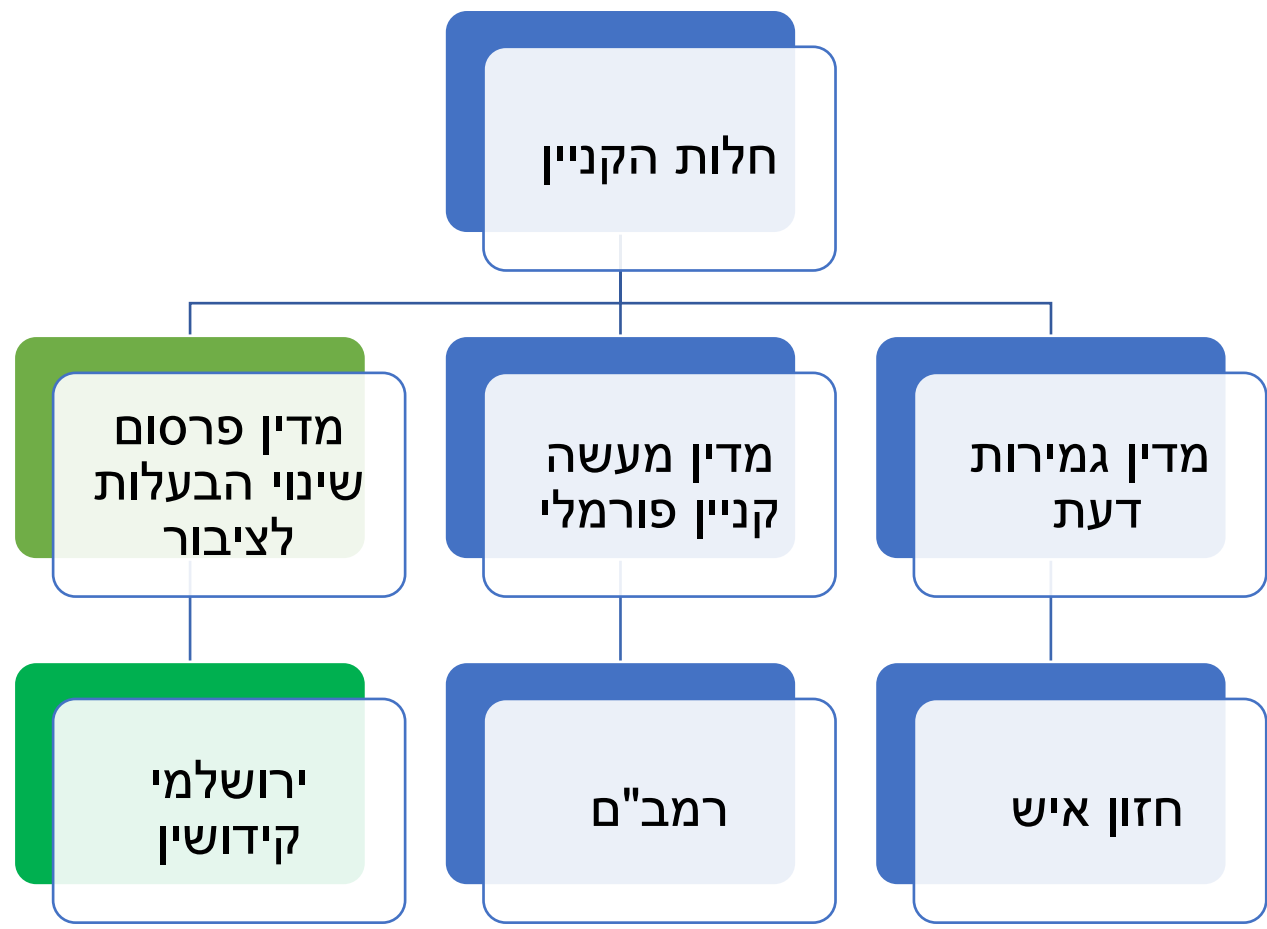 חלות הקניין
מדין גמירות
דעת
מדין מעשה
קניין פורמלי
מדין פרסום
שינוי הבעלות
לציבור
חזון איש
רמב"ם
ירושלמי
קידושין